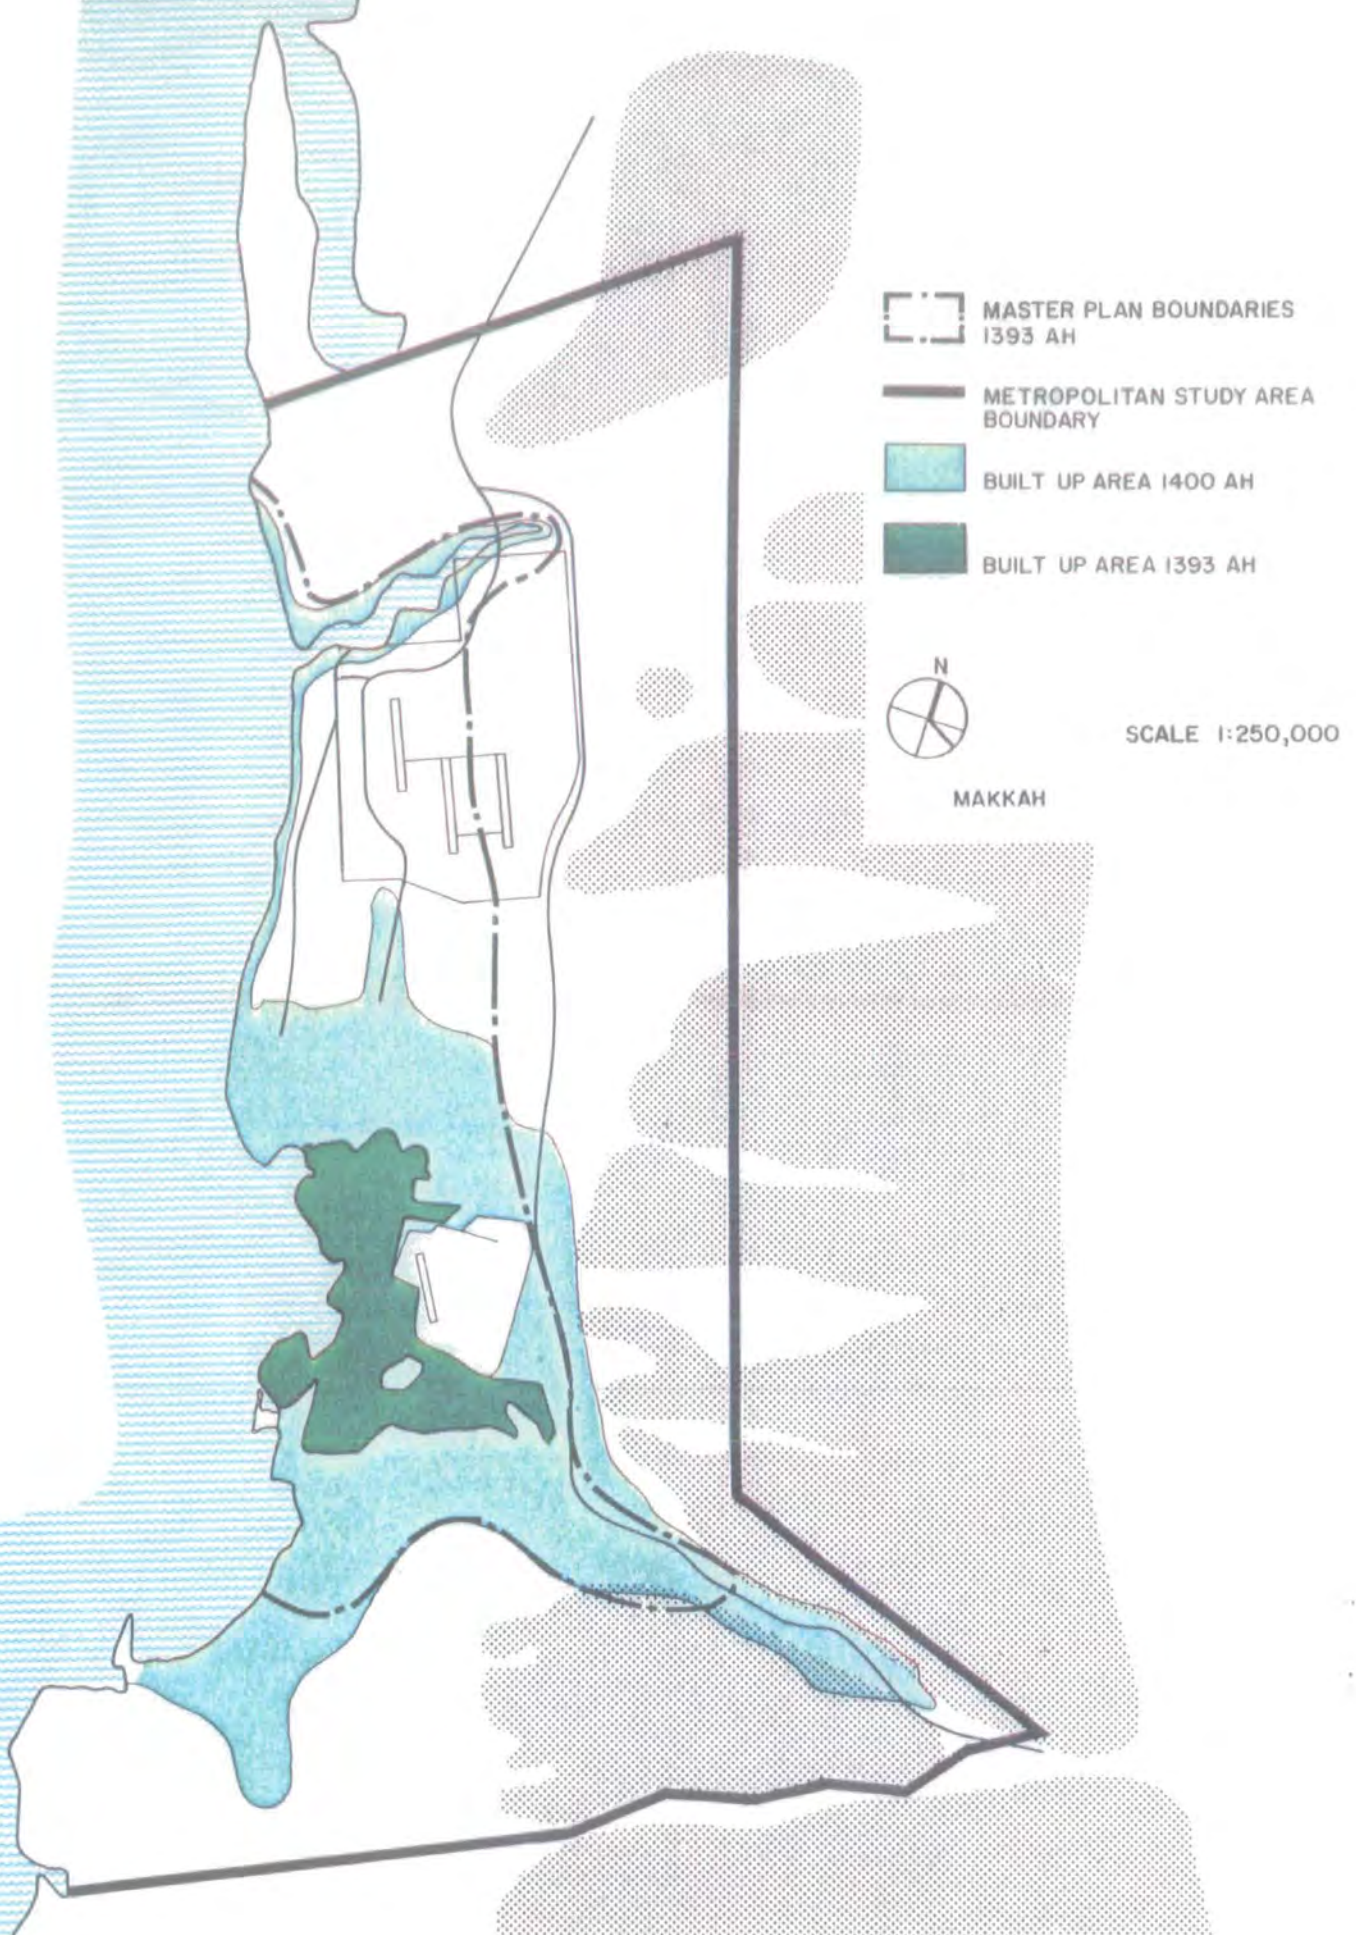 MASTER PLAN BOUNDARIES
1393 AH
METROPOLITAN STUDY AREA
BOUNDARY
BUILT UP AREA 1400 AH
BUILT UP AREA 1393 AH
N
SCALE 1:250,000
MAKKAH